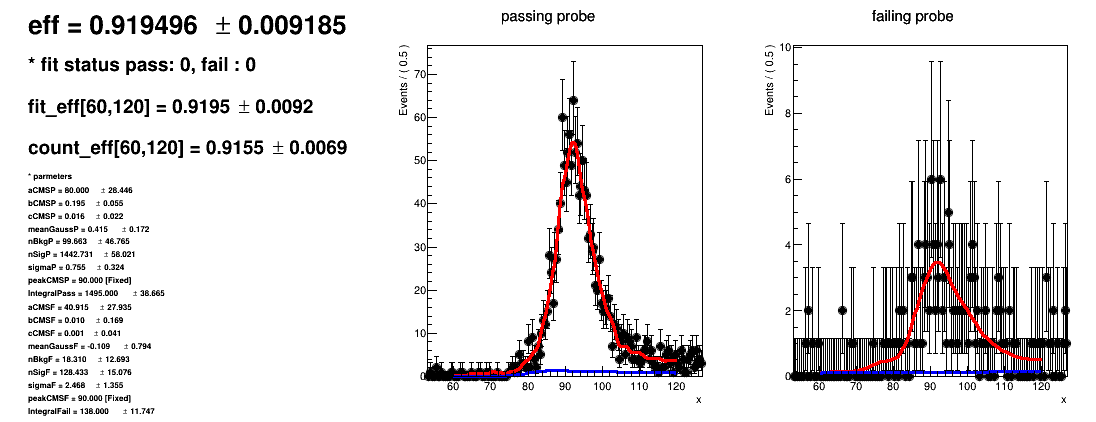 eff = 0.919496 ± 0.009185
* fit status pass: 0, fail : 0
fit_eff[60,120] = 0.9195 ± 0.0092
count_eff[60,120] = 0.9155 ± 0.0069
* parmeters
aCMSP = 80.000 ± 28.446
bCMSP = 0.195 ± 0.055
cCMSP = 0.016 ± 0.022
meanGaussP = 0.415 ± 0.172
nBkgP = 99.663 ± 46.765
nSigP = 1442.731 ± 58.021
sigmaP = 0.755 ± 0.324
peakCMSP = 90.000 [Fixed]
IntegralPass = 1495.000 ± 38.665
aCMSF = 40.915 ± 27.935
bCMSF = 0.010 ± 0.169
cCMSF = 0.001 ± 0.041
meanGaussF = -0.109 ± 0.794
nBkgF = 18.310 ± 12.693
nSigF = 128.433 ± 15.076
sigmaF = 2.468 ± 1.355
peakCMSF = 90.000 [Fixed]
IntegralFail = 138.000 ± 11.747
passing probe
Events / ( 0.5 )
70
60
50
40
30
20
10
0
60 70 80 90 100 110 120
x
failing probe
Events / ( 0.5 )
10
8
6
4
2
0
60 70 80 90 100 110 120
x